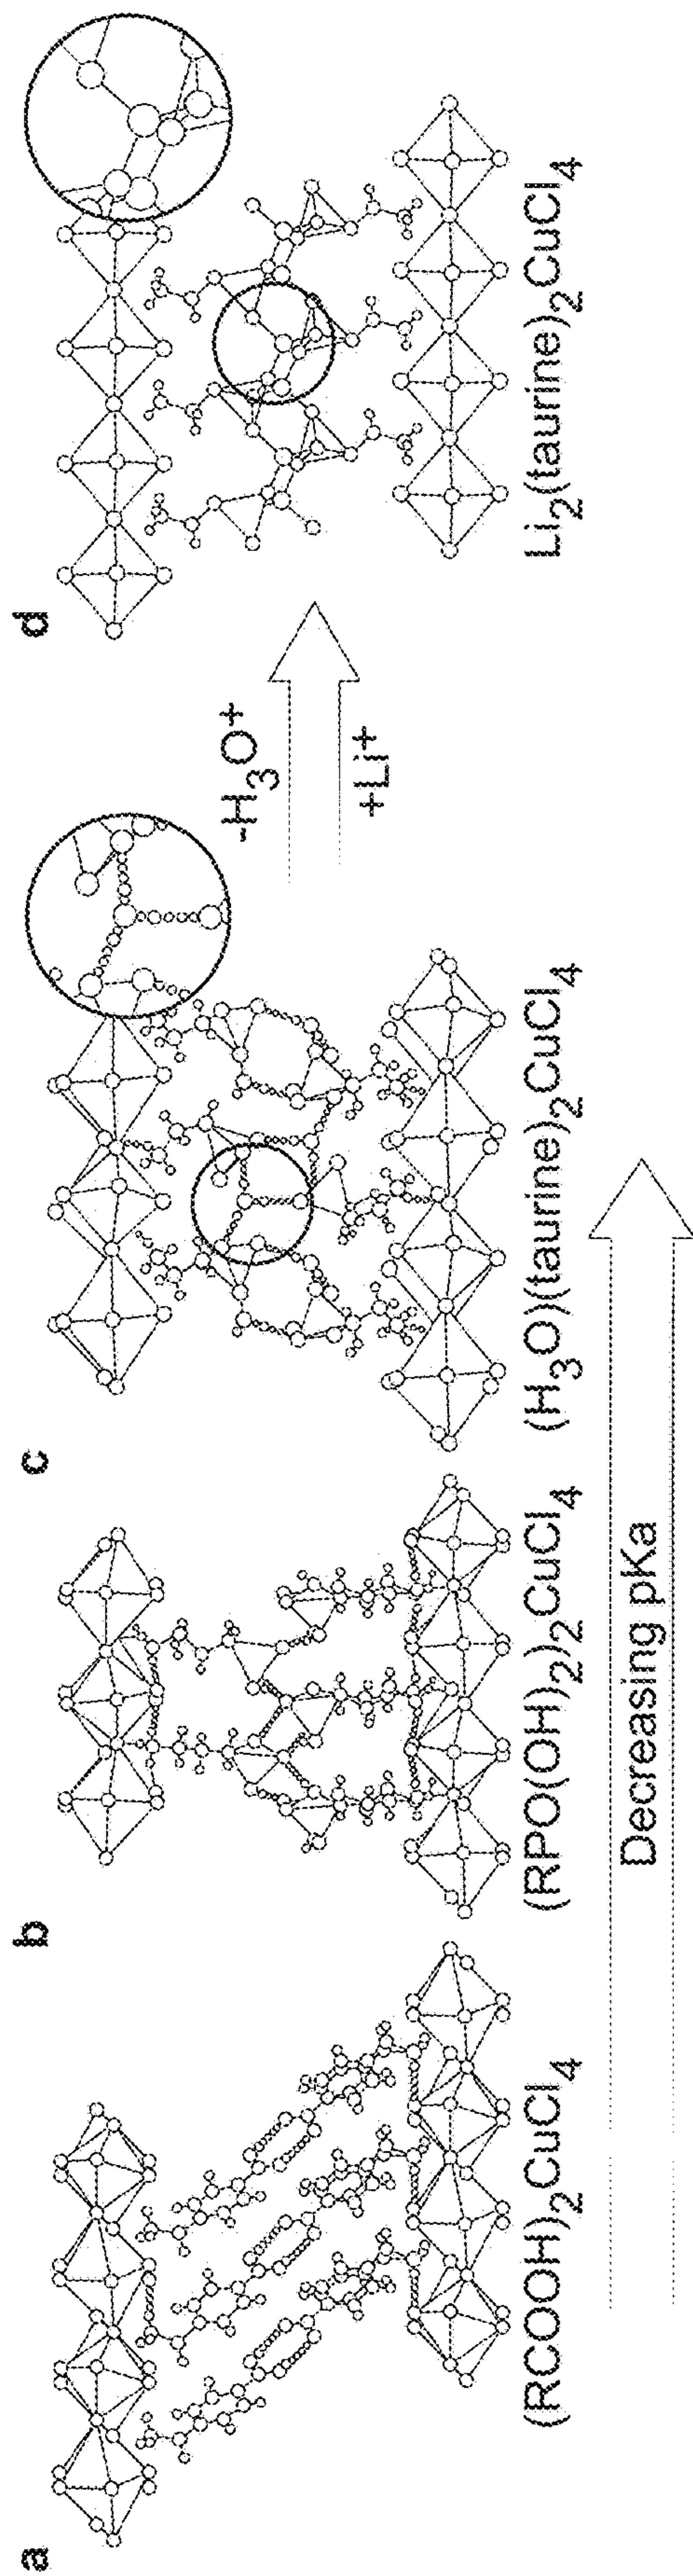 a
(RCOOH)2CuCl4
b
(RPO(OH)2)2CuCl4
c
(H3O)(taurine)2CuCl4
-H3O+
+Li+
d
Li2(taurine)2CuCl4
Decreasing pKa